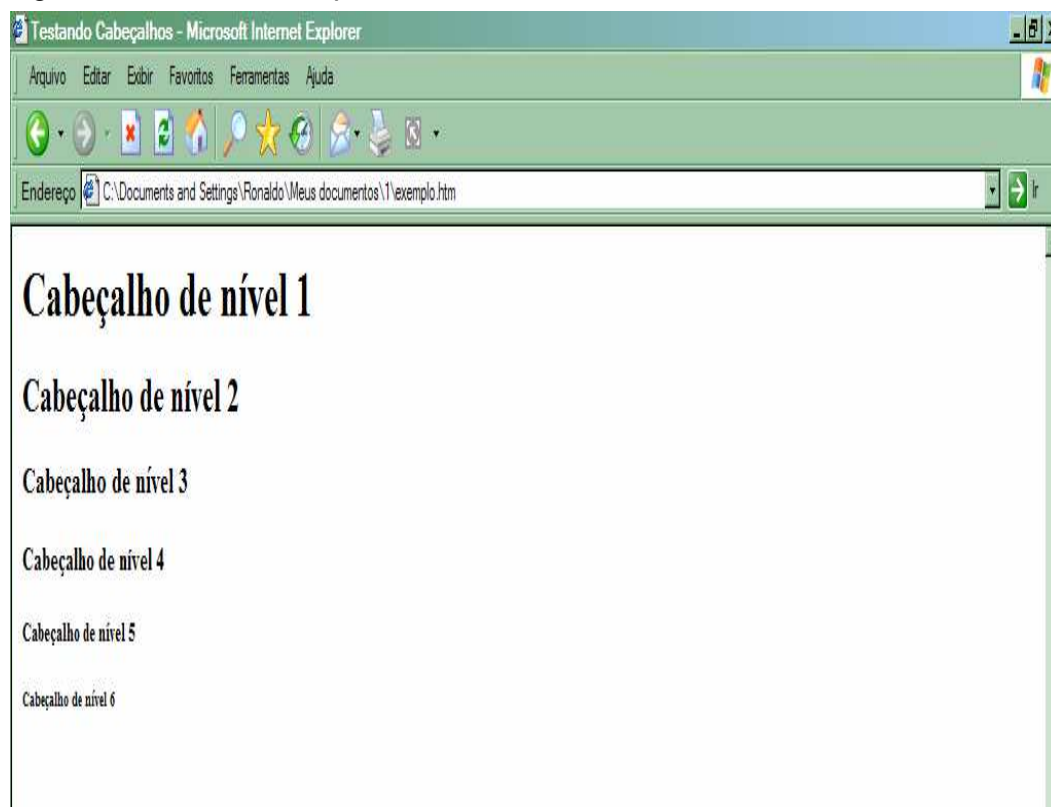 Testando Cabeçalhos - Microsoft Internet Explorer
Arquivo Editar Exibir Favoritos Ferramentas Ajuda
Endereço C:\Documents and Settings\Ronaldo\Meus documentos\1\exemplo.htm Ir
Cabeçalho de nível 1
Cabeçalho de nível 2
Cabeçalho de nível 3
Cabeçalho de nível 4
Cabeçalho de nível 5
Cabeçalho de nível 6